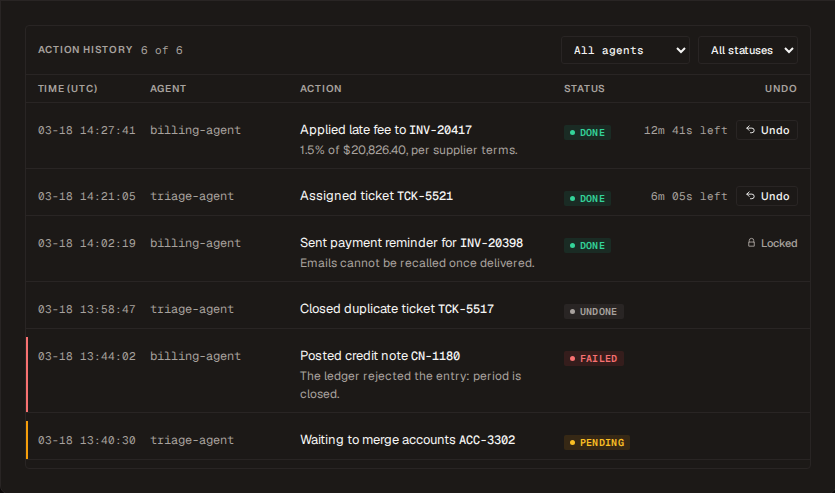 ACTION HISTORY 6 of 6 All agents All statuses
TIME (UTC) AGENT ACTION STATUS UNDO
03-18 14:27:41 billing-agent Applied late fee to INV-20417 DONE 12m 41s left Undo
1.5% of $20,826.40, per supplier terms.
03-18 14:21:05 triage-agent Assigned ticket TCK-5521 DONE 6m 05s left Undo
03-18 14:02:19 billing-agent Sent payment reminder for INV-20398 DONE Locked
Emails cannot be recalled once delivered.
03-18 13:58:47 triage-agent Closed duplicate ticket TCK-5517 UNDONE
03-18 13:44:02 billing-agent Posted credit note CN-1180 FAILED
The ledger rejected the entry: period is
closed.
03-18 13:40:30 triage-agent Waiting to merge accounts ACC-3302 PENDING